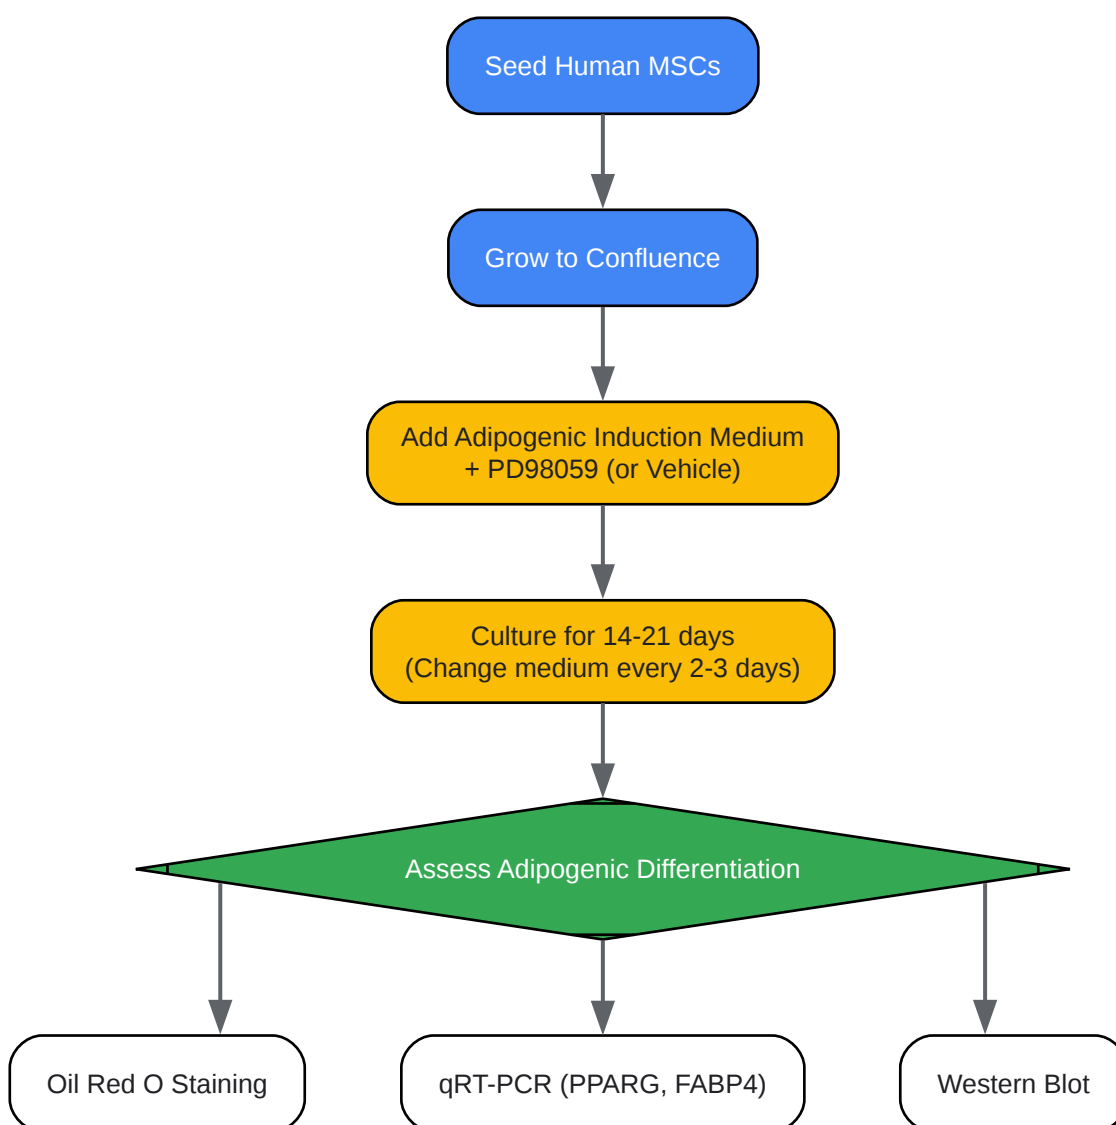 Seed Human MSCs
Grow to Confluence
Add Adipogenic Induction Medium
+ PD98059 (or Vehicle)
Culture for 14-21 days
(Change medium every 2-3 days)
Assess Adipogenic Differentiation
Oil Red O Staining
qRT-PCR (PPARG, FABP4)
Western Blot